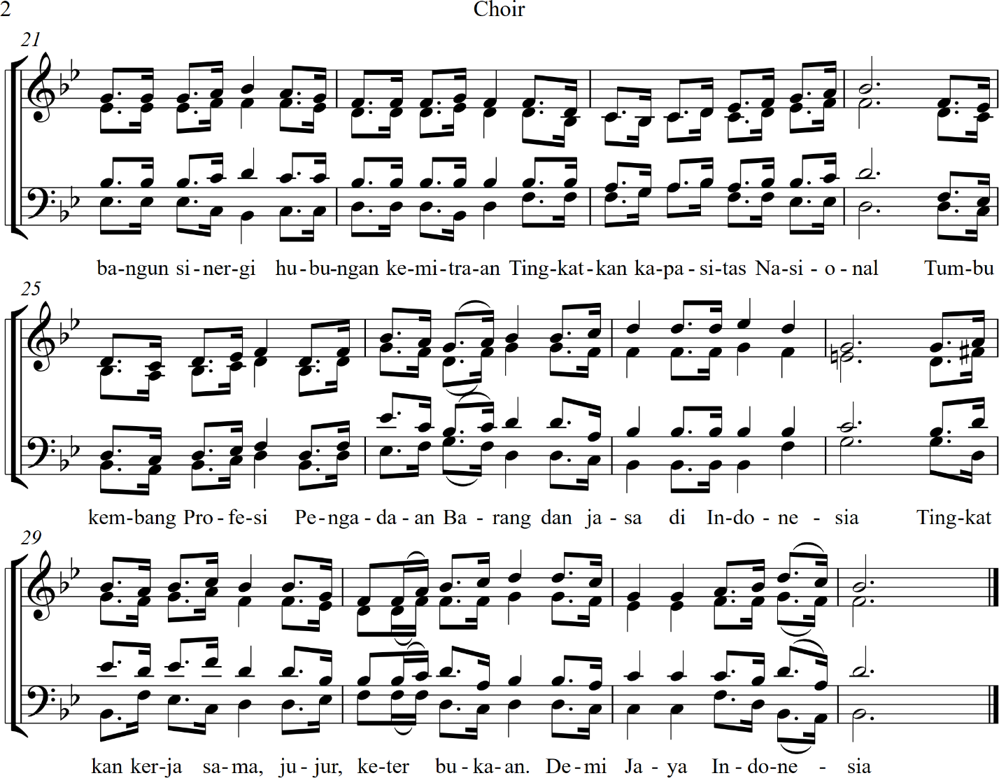 2
Choir
21
ba-ngun si-ner-gi hu-bu-ngan ke-mi-tra-an Ting-kat-kan ka-pa-si-tas Na-si-o-nal Tum-bu
25
kem-bang Pro-fe-si Pe-nga-da-an Ba-rang dan ja-sa di In-do-ne-sia Ting-kat
29
kan ker-ja sa-ma, ju-jur, ke-ter bu-ka-an. De-mi Ja-ya In-do-ne-sia